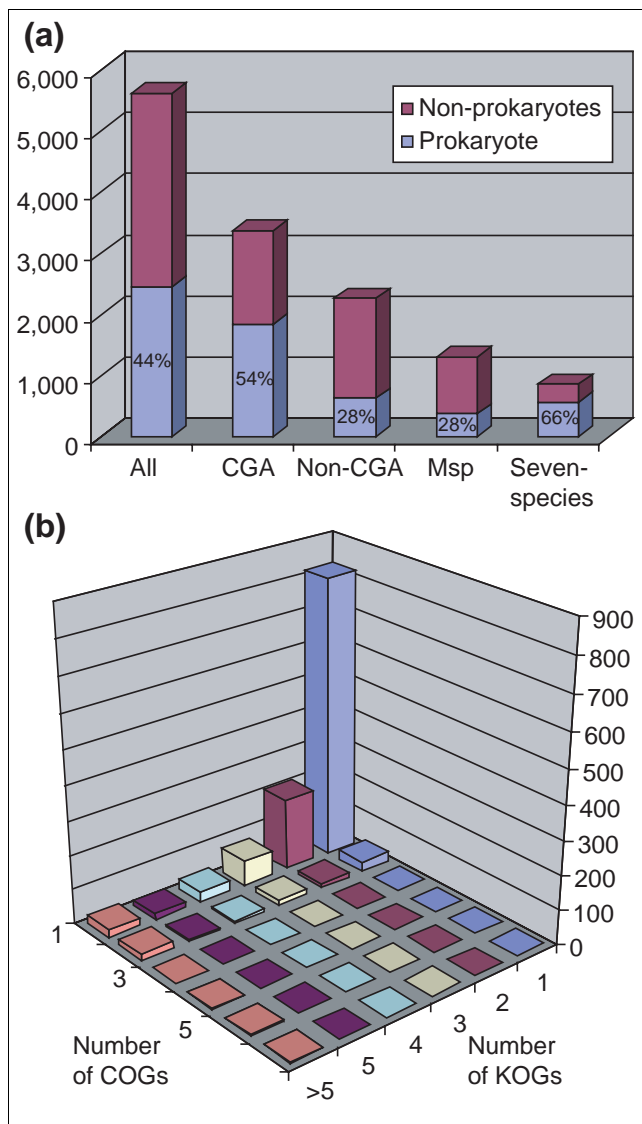 (a)
6,000
5,000
4,000
3,000
2,000
1,000
0
Non-prokaryotes
Prokaryote
44%
54%
28%
28%
66%
All
CGA
Non-CGA
Msp
Seven-
species
(b)
900
800
700
600
500
400
300
200
100
0
1
3
5
Number
of COGs
>5
5
4
3
2
1
Number
of KOGs